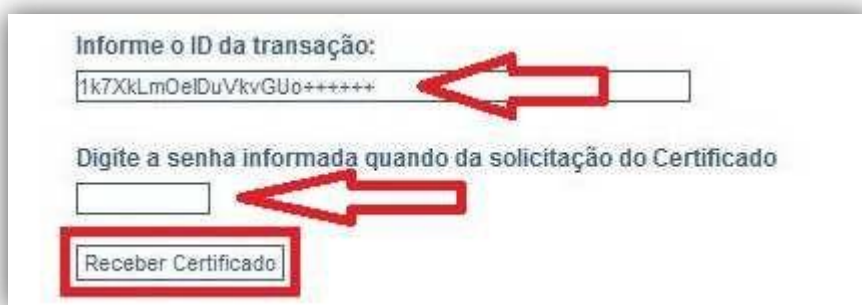 Informe o ID da transação:
1k7XkLmOelDuVkvGUo++++++
Digite a senha informada quando da solicitação do Certificado
Receber Certificado